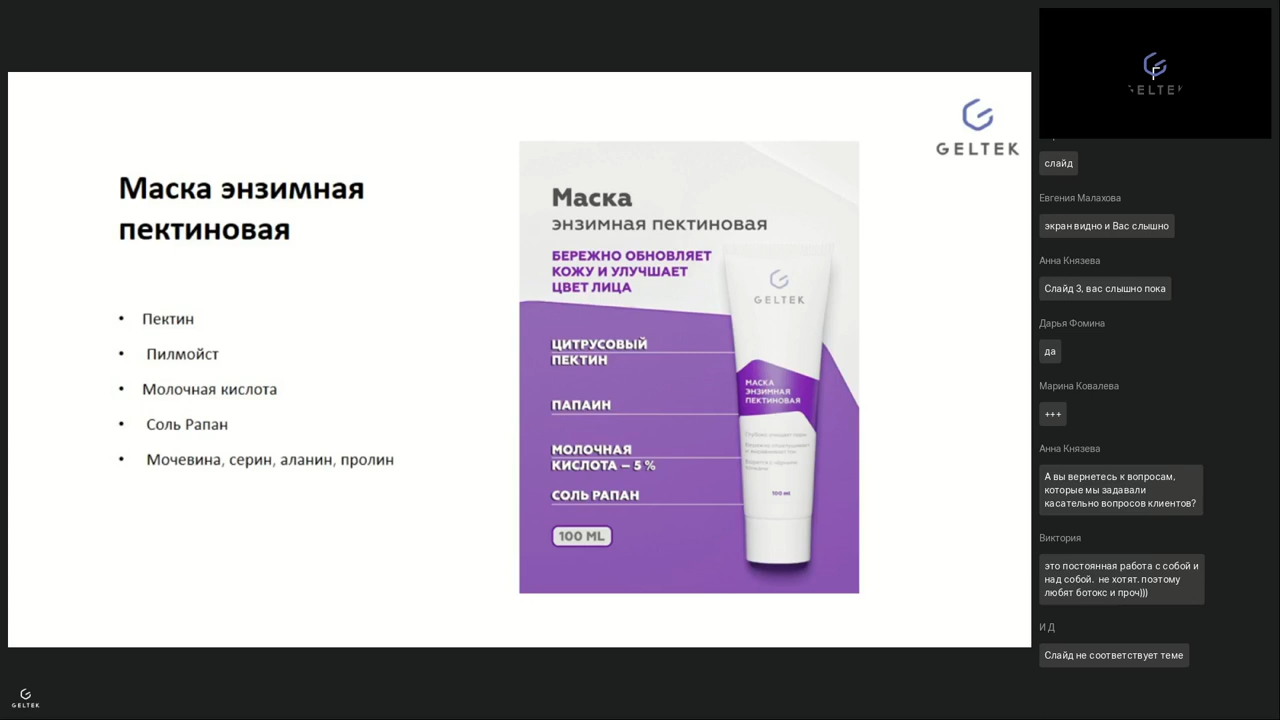 GELTEK
Маска энзимная
пектиновая
• Пектин
• Пилмойст
• Молочная кислота
• Соль Рапан
• Мочевина, серин, аланин, пролин
Маска
энзимная пектиновая
БЕРЕЖНО ОБНОВЛЯЕТ
КОЖУ И УЛУЧШАЕТ
ЦВЕТ ЛИЦА
ЦИТРУСОВЫЙ
ПЕКТИН
ПАПАИН
МОЛОЧНАЯ
КИСЛОТА – 5 %
СОЛЬ РАПАН
100 ML
GELTEK
МАСКА
ЭНЗИМНАЯ
ПЕКТИНОВАЯ
100 ml
Г
слайд
Евгения Малахова
экран видно и Вас слышно
Анна Князева
Слайд 3, вас слышно пока
Дарья Фомина
да
Марина Ковалева
+++
Анна Князева
А вы вернетесь к вопросам,
которые мы задавали
касательно вопросов клиентов?
Виктория
это постоянная работа с собой и
над собой. не хотят. поэтому
любят ботокс и проч)))
И Д
Слайд не соответствует теме
GELTEK